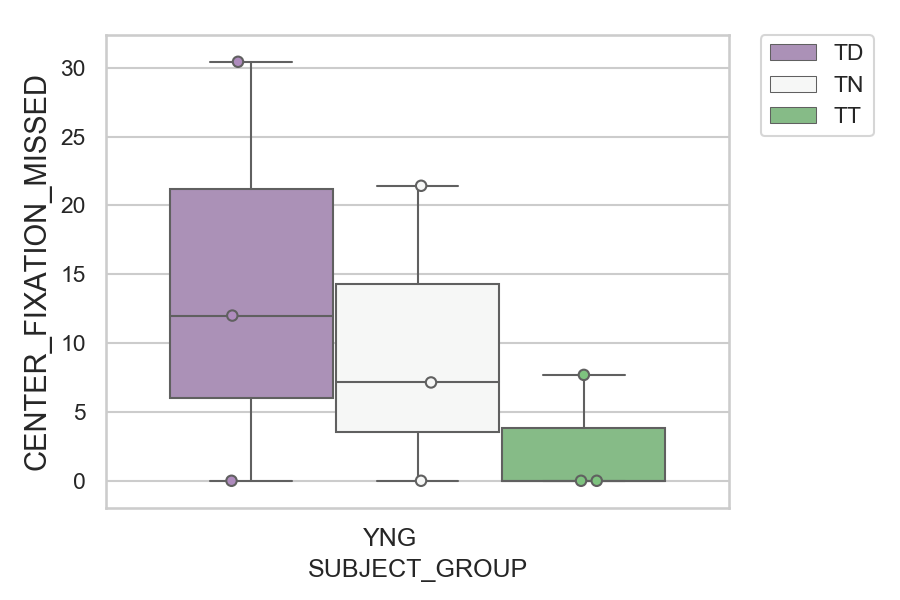 CENTER_FIXATION_MISSED
30
25
20
15
10
5
0
YNG
SUBJECT_GROUP
TD
TN
TT